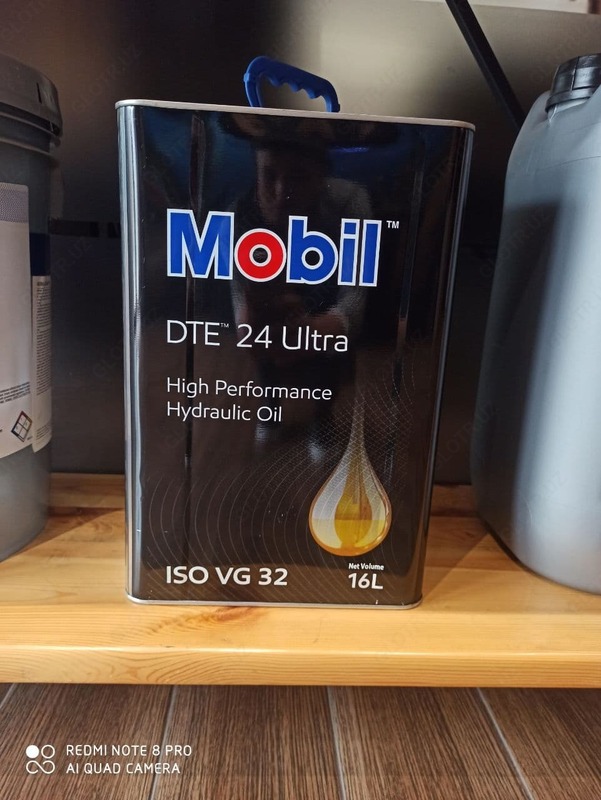 Mobil™
DTE™ 24 Ultra
High Performance
Hydraulic Oil
ISO VG 32
Net Volume
16L
REDMI NOTE 8 PRO
AI QUAD CAMERA